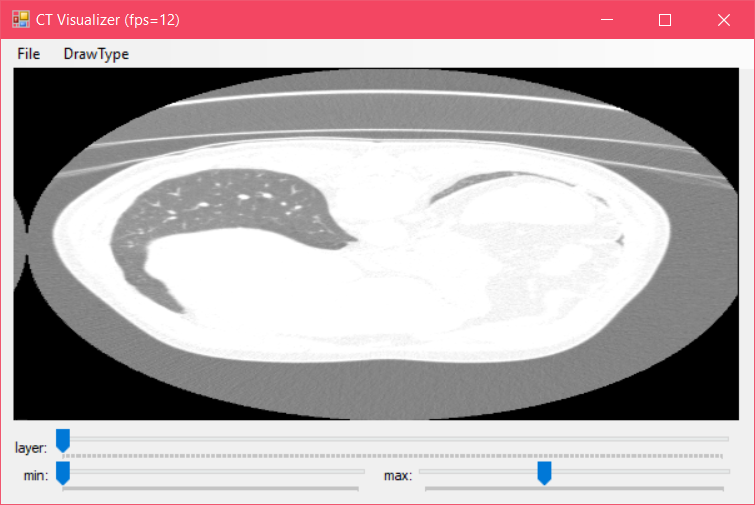 CT Visualizer (fps=12)
File DrawType
layer:
min: max: